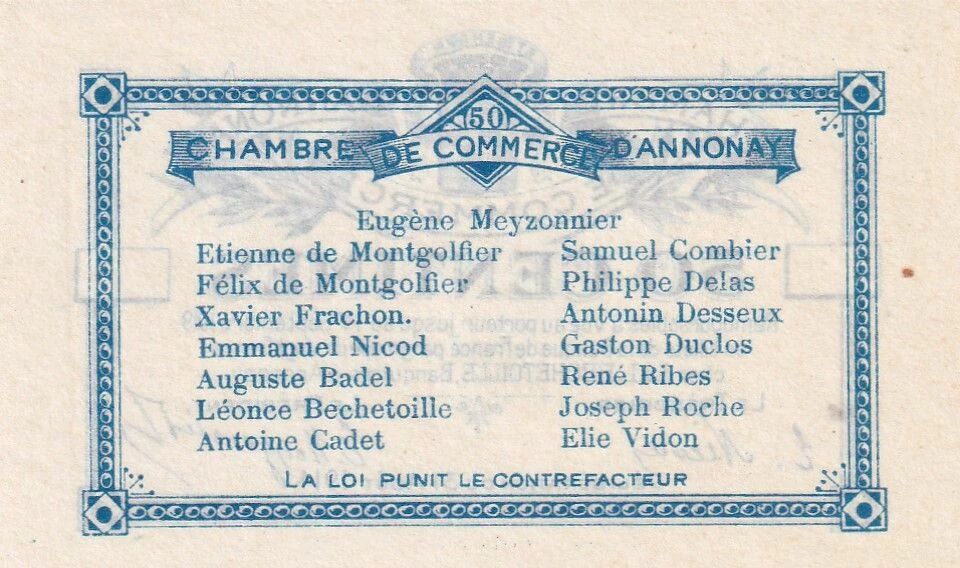 50
CHAMBRE DE COMMERCE D'ANNONAY
Eugène Meyzonnier
Etienne de Montgolfier Samuel Combier
Félix de Montgolfier Philippe Delas
Xavier Frachon. Antonin Desseux
Emmanuel Nicod Gaston Duclos
Auguste Badel René Ribes
Léonce Bechetoille Joseph Roche
Antoine Cadet Elie Vidon
LA LOI PUNIT LE CONTREFACTEUR